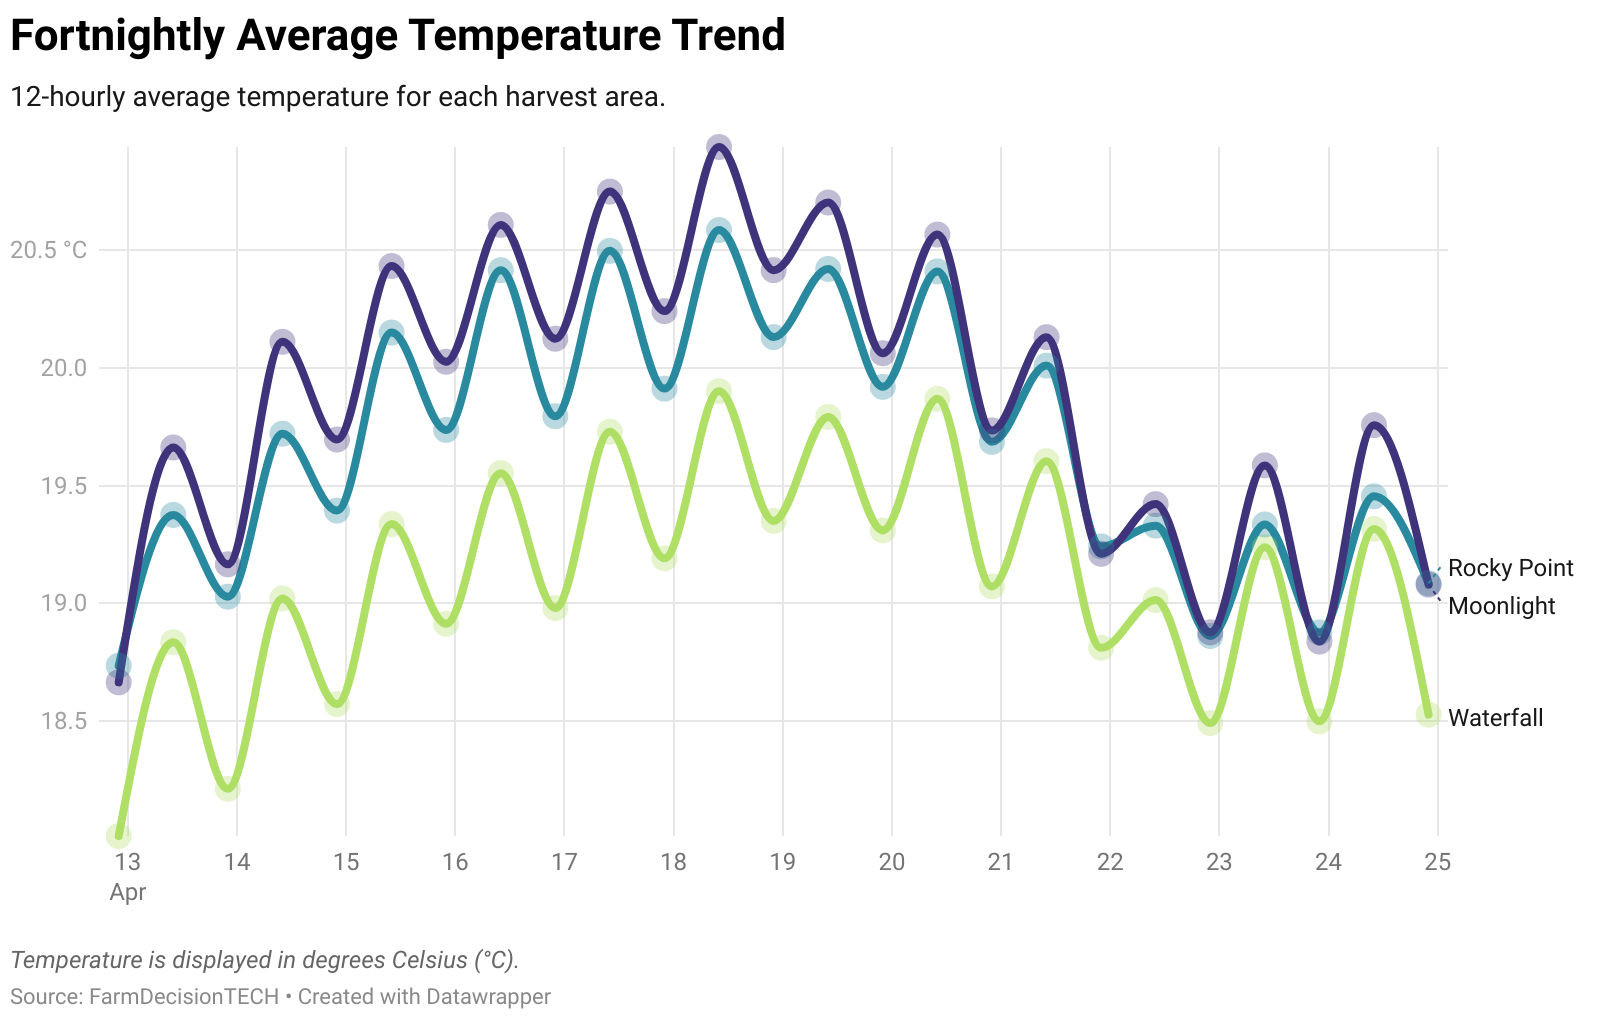 Fortnightly Average Temperature Trend
12-hourly average temperature for each harvest area.
20.5 °C
20.0
19.5
19.0
18.5
Rocky Point
Moonlight
Waterfall
13 14 15 16 17 18 19 20 21 22 23 24 25
Apr
Temperature is displayed in degrees Celsius (°C).
Source: FarmDecisionTECH • Created with Datawrapper